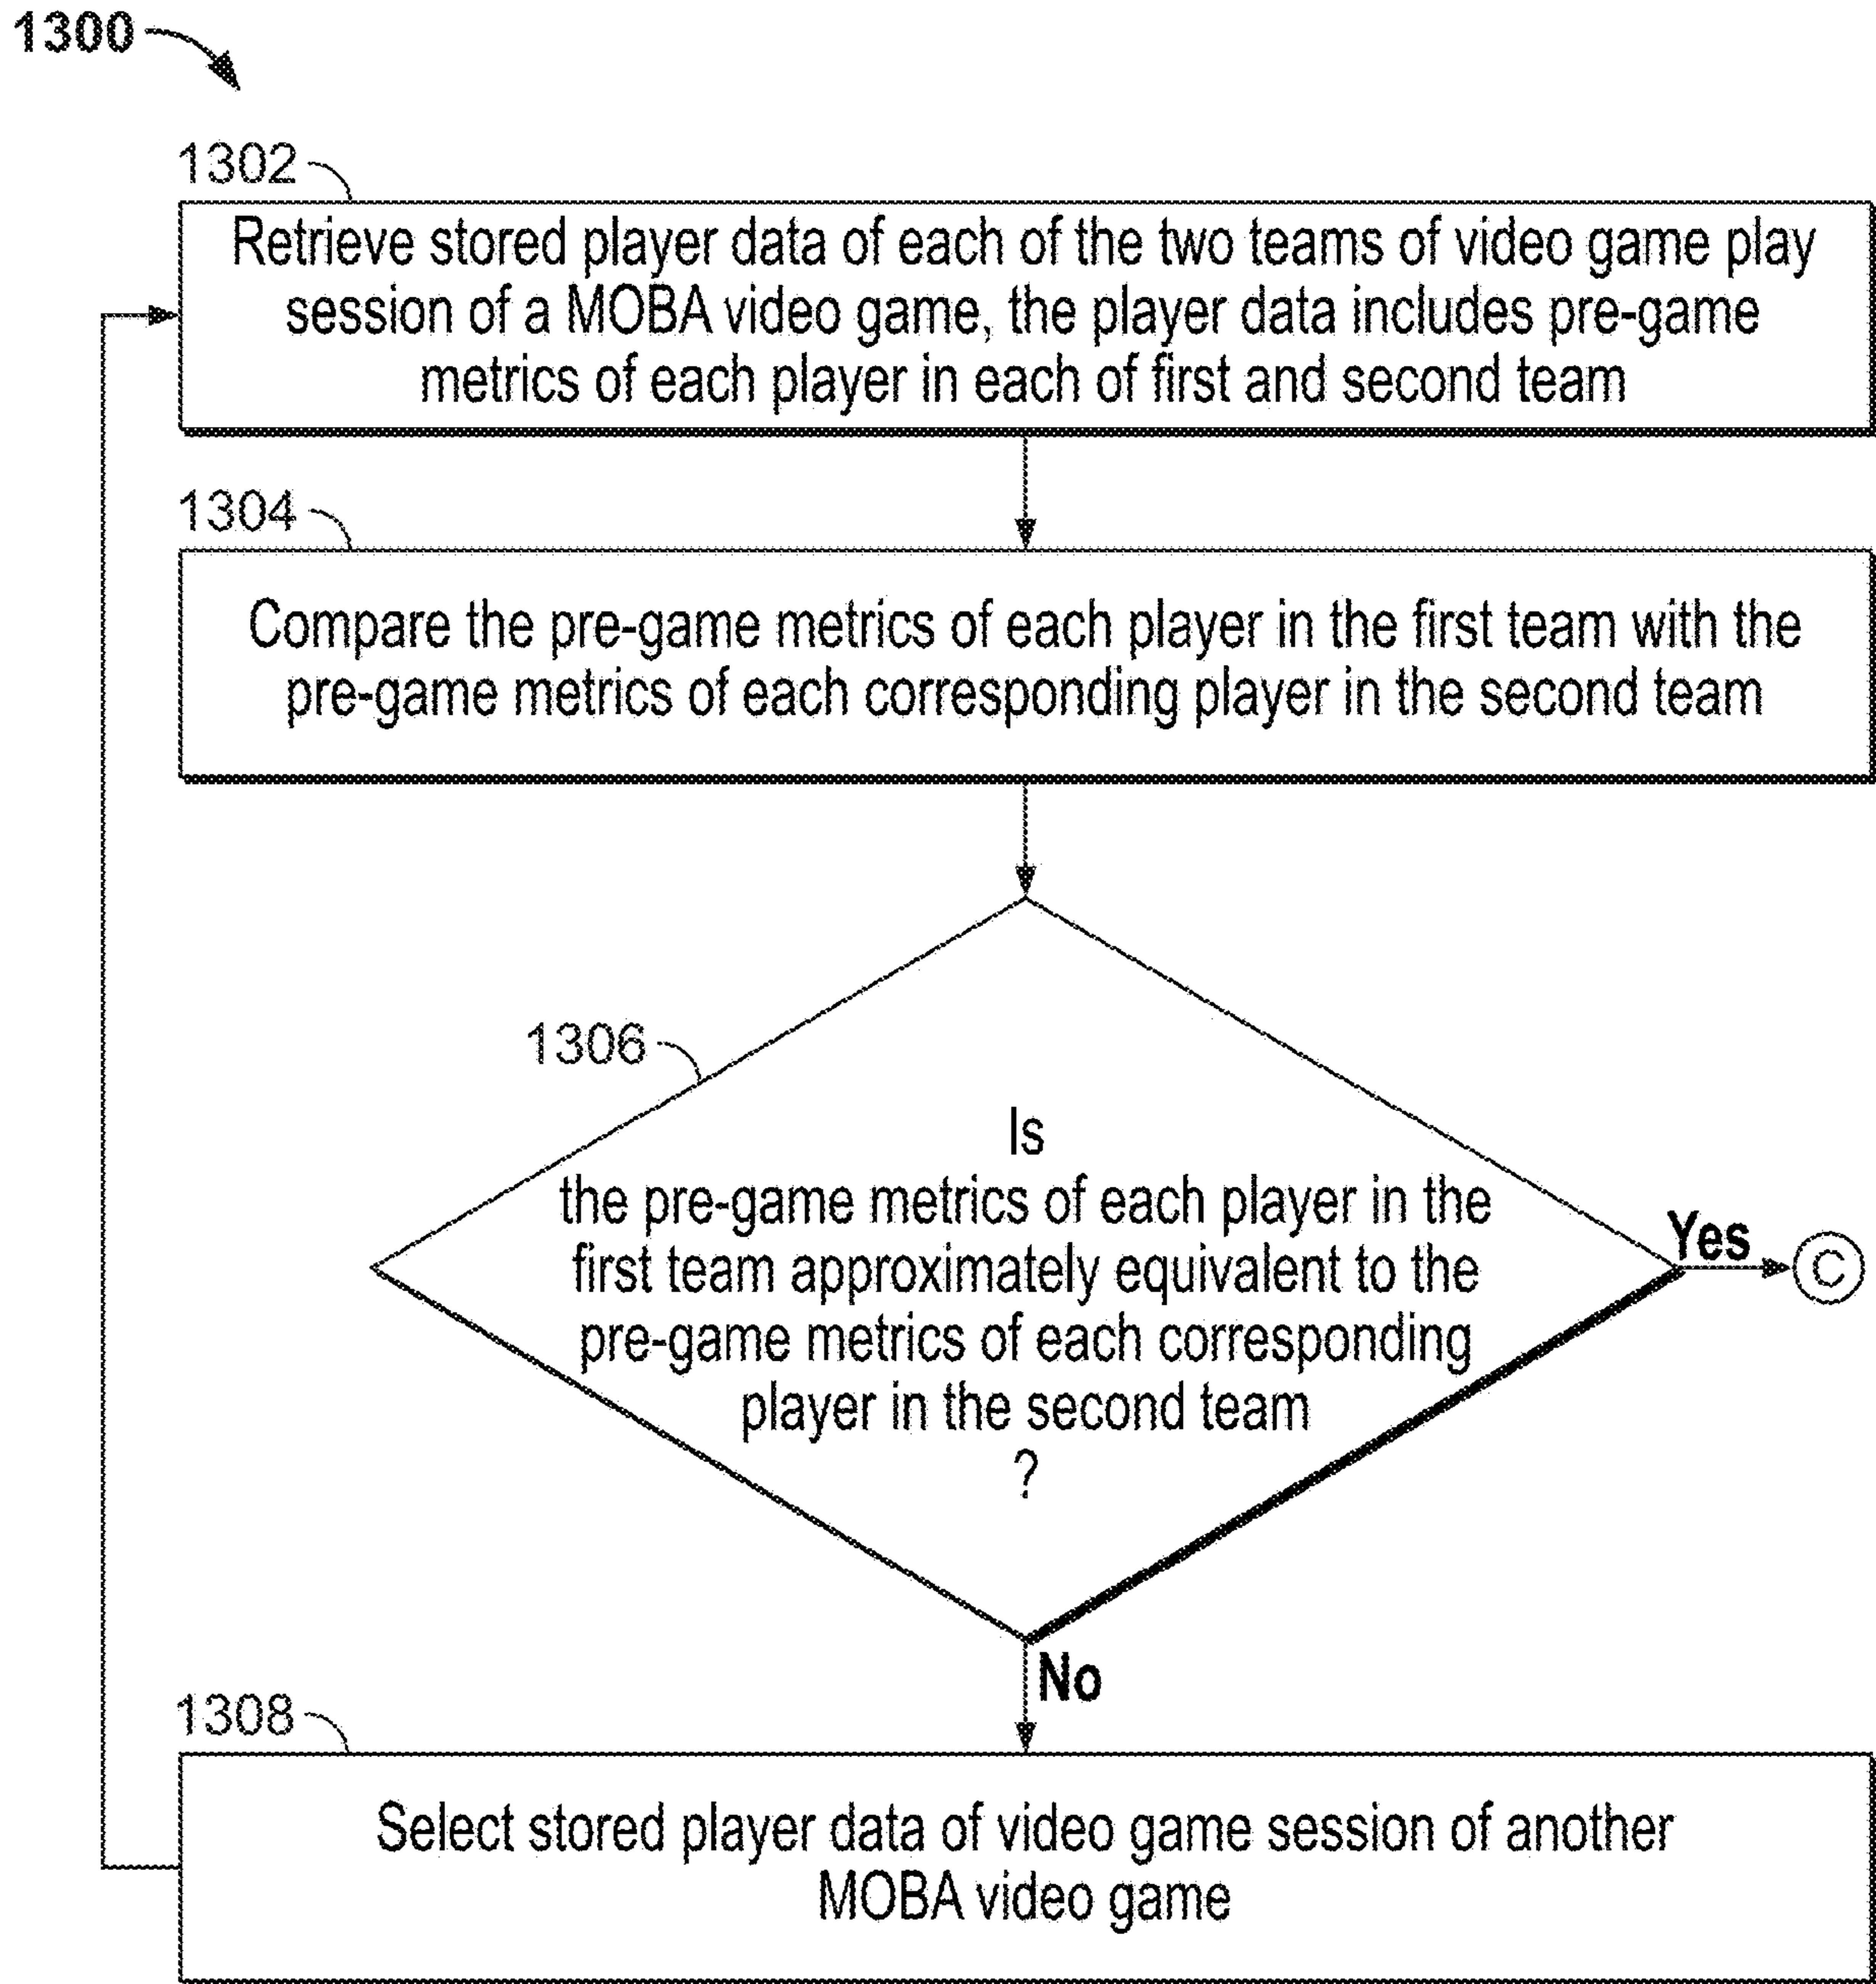 1300
1302
Retrieve stored player data of each of the two teams of video game play
session of a MOBA video game, the player data includes pre-game
metrics of each player in each of first and second team
1304
Compare the pre-game metrics of each player in the first team with the
pre-game metrics of each corresponding player in the second team
1306
Is
the pre-game metrics of each player in the
first team approximately equivalent to the
pre-game metrics of each corresponding
player in the second team
?
Yes
C
No
1308
Select stored player data of video game session of another
MOBA video game